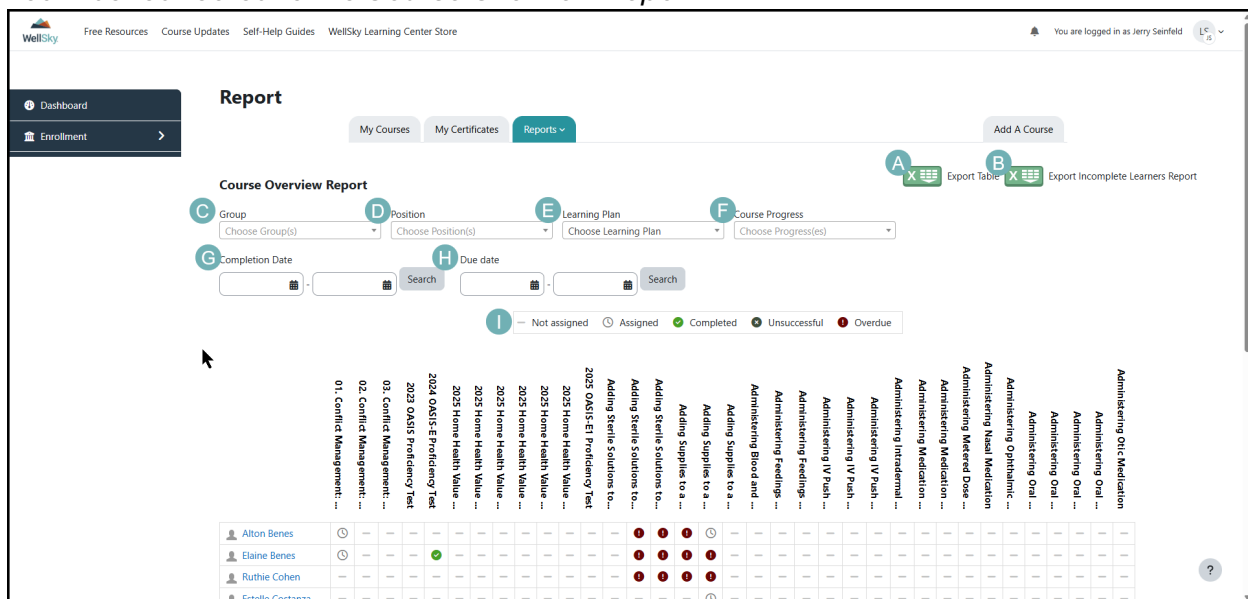 WellSky
Free Resources Course Updates Self-Help Guides WellSky Learning Center Store
You are logged in as Jerry Seinfeld
LS
JS
Dashboard
Enrollment
Report
My Courses My Certificates Reports Add A Course
A Export Table B Export Incomplete Learners Report
Course Overview Report
C Group D Position E Learning Plan F Course Progress
Choose Group(s) Choose Position(s) Choose Learning Plan Choose Progress(es)
G Completion Date H Due date
- Search - Search
I — Not assigned Assigned Completed Unsuccessful Overdue
01. Conflict Management: ...
02. Conflict Management: ...
03. Conflict Management: ...
2023 OASIS Proficiency Test
2024 OASIS-E Proficiency Test
2025 Home Health Value ...
2025 Home Health Value ...
2025 Home Health Value ...
2025 Home Health Value ...
2025 Home Health Value ...
2025 Home Health Value ...
2025 OASIS-E1 Proficiency Test
Adding Sterile Solutions to...
Adding Sterile Solutions to...
Adding Sterile Solutions to...
Adding Supplies to a ...
Adding Supplies to a ...
Adding Supplies to a ...
Administering Blood and ...
Administering Feedings ...
Administering Feedings ...
Administering IV Push ...
Administering IV Push ...
Administering IV Push ...
Administering Intradermal ...
Administering Medication ...
Administering Medication ...
Administering Metered Dose ...
Administering Nasal Medication
Administering Ophthalmic ...
Administering Oral ...
Administering Oral ...
Administering Oral ...
Administering Oral ...
Administering Otic Medication
Alton Benes
Elaine Benes
Ruthie Cohen
Estelle Costanza
?